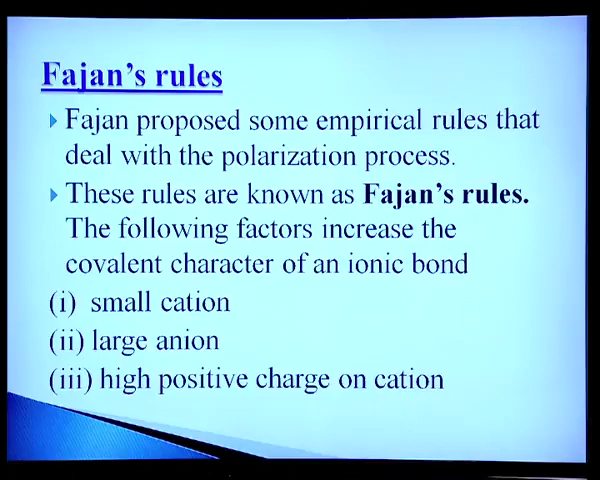 Fajan's rules
Fajan proposed some empirical rules that
deal with the polarization process.
These rules are known as Fajan's rules.
The following factors increase the
covalent character of an ionic bond
(i) small cation
(ii) large anion
(iii) high positive charge on cation